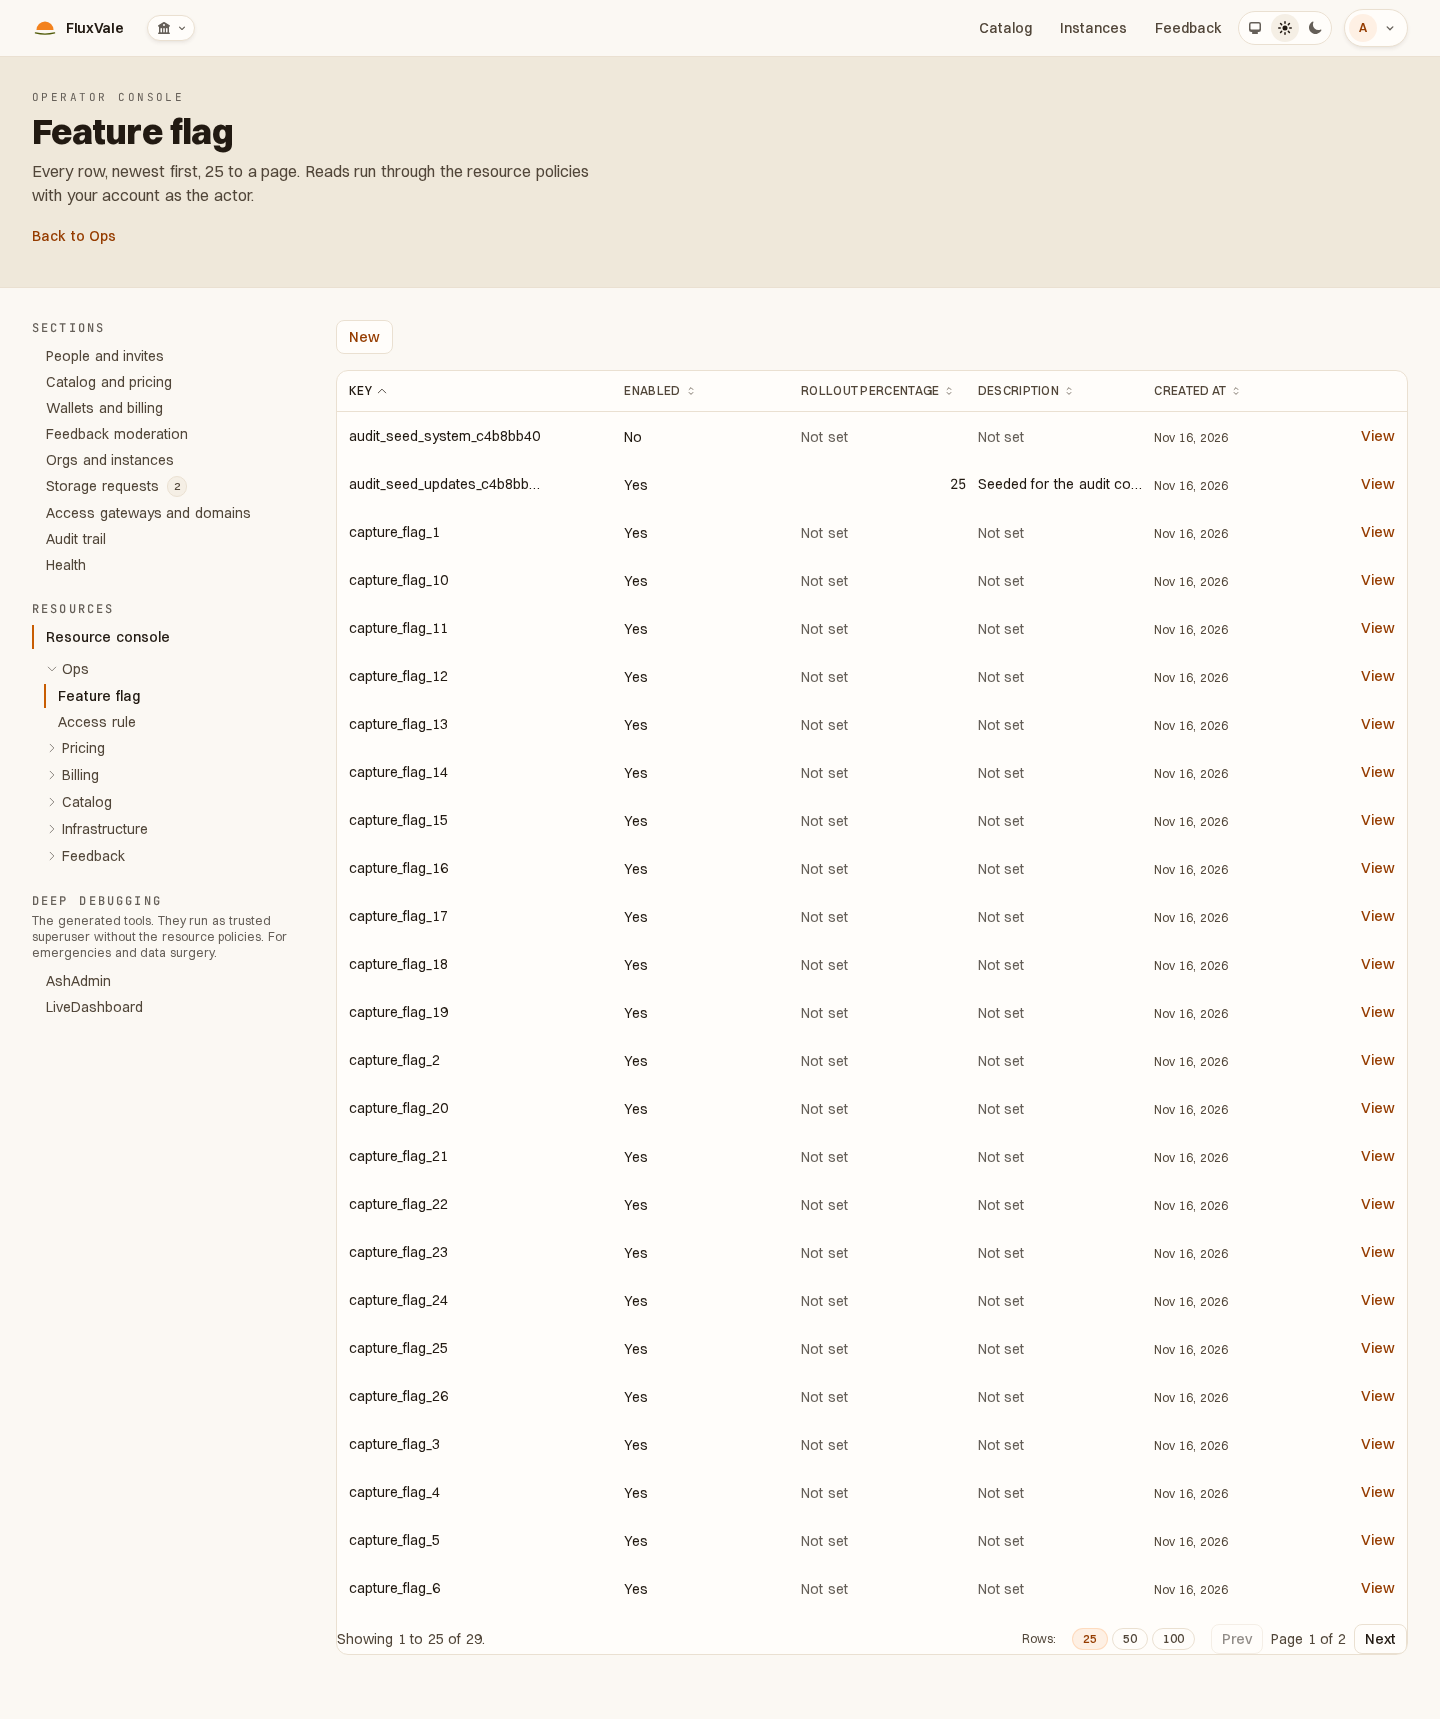 FluxVale
Catalog
Instances
Feedback
A
OPERATOR CONSOLE
Feature flag
Every row, newest first, 25 to a page. Reads run through the resource policies
with your account as the actor.
Back to Ops
SECTIONS
People and invites
Catalog and pricing
Wallets and billing
Feedback moderation
Orgs and instances
Storage requests 2
Access gateways and domains
Audit trail
Health
RESOURCES
Resource console
Ops
Feature flag
Access rule
Pricing
Billing
Catalog
Infrastructure
Feedback
DEEP DEBUGGING
The generated tools. They run as trusted
superuser without the resource policies. For
emergencies and data surgery.
AshAdmin
LiveDashboard
New
KEY ENABLED ROLLOUT PERCENTAGE DESCRIPTION CREATED AT
audit_seed_system_c4b8bb40 No Not set Not set Nov 16, 2026 View
audit_seed_updates_c4b8bb… Yes 25 Seeded for the audit co… Nov 16, 2026 View
capture_flag_1 Yes Not set Not set Nov 16, 2026 View
capture_flag_10 Yes Not set Not set Nov 16, 2026 View
capture_flag_11 Yes Not set Not set Nov 16, 2026 View
capture_flag_12 Yes Not set Not set Nov 16, 2026 View
capture_flag_13 Yes Not set Not set Nov 16, 2026 View
capture_flag_14 Yes Not set Not set Nov 16, 2026 View
capture_flag_15 Yes Not set Not set Nov 16, 2026 View
capture_flag_16 Yes Not set Not set Nov 16, 2026 View
capture_flag_17 Yes Not set Not set Nov 16, 2026 View
capture_flag_18 Yes Not set Not set Nov 16, 2026 View
capture_flag_19 Yes Not set Not set Nov 16, 2026 View
capture_flag_2 Yes Not set Not set Nov 16, 2026 View
capture_flag_20 Yes Not set Not set Nov 16, 2026 View
capture_flag_21 Yes Not set Not set Nov 16, 2026 View
capture_flag_22 Yes Not set Not set Nov 16, 2026 View
capture_flag_23 Yes Not set Not set Nov 16, 2026 View
capture_flag_24 Yes Not set Not set Nov 16, 2026 View
capture_flag_25 Yes Not set Not set Nov 16, 2026 View
capture_flag_26 Yes Not set Not set Nov 16, 2026 View
capture_flag_3 Yes Not set Not set Nov 16, 2026 View
capture_flag_4 Yes Not set Not set Nov 16, 2026 View
capture_flag_5 Yes Not set Not set Nov 16, 2026 View
capture_flag_6 Yes Not set Not set Nov 16, 2026 View
Showing 1 to 25 of 29. Rows: 25 50 100 Prev Page 1 of 2 Next